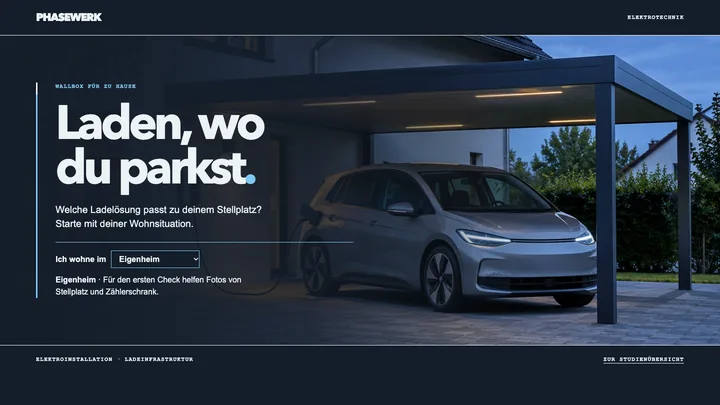 PHASEWERK
ELEKTROTECHNIK
WALLBOX FÜR ZU HAUSE
Laden, wo
du parkst.
Welche Ladelösung passt zu deinem Stellplatz?
Starte mit deiner Wohnsituation.
Ich wohne im Eigenheim
Eigenheim · Für den ersten Check helfen Fotos von
Stellplatz und Zählerschrank.
ELEKTROINSTALLATION · LADEINFRASTRUKTUR
ZUR STUDIENÜBERSICHT